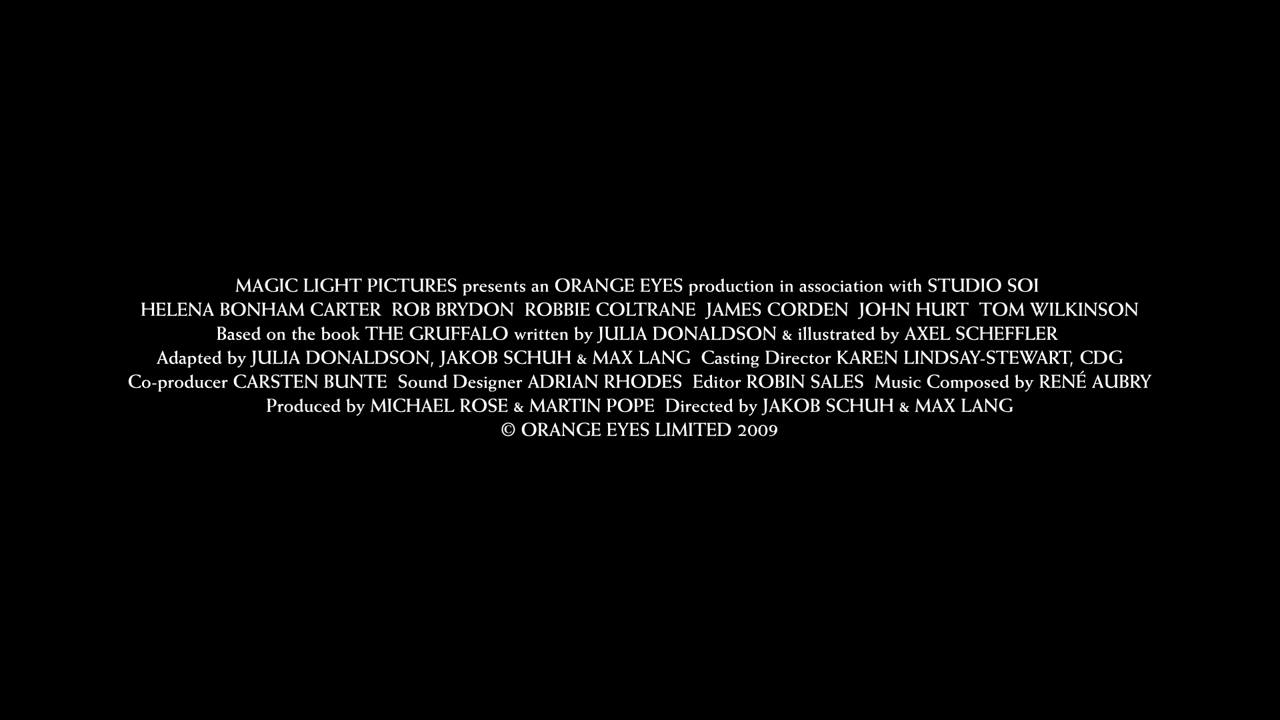 MAGIC LIGHT PICTURES presents an ORANGE EYES production in association with STUDIO SOI
HELENA BONHAM CARTER ROB BRYDON ROBBIE COLTRANE JAMES CORDEN JOHN HURT TOM WILKINSON
Based on the book THE GRUFFALO written by JULIA DONALDSON & illustrated by AXEL SCHEFFLER
Adapted by JULIA DONALDSON, JAKOB SCHUH & MAX LANG Casting Director KAREN LINDSAY-STEWART, CDG
Co-producer CARSTEN BUNTE Sound Designer ADRIAN RHODES Editor ROBIN SALES Music Composed by RENÉ AUBRY
Produced by MICHAEL ROSE & MARTIN POPE Directed by JAKOB SCHUH & MAX LANG
© ORANGE EYES LIMITED 2009